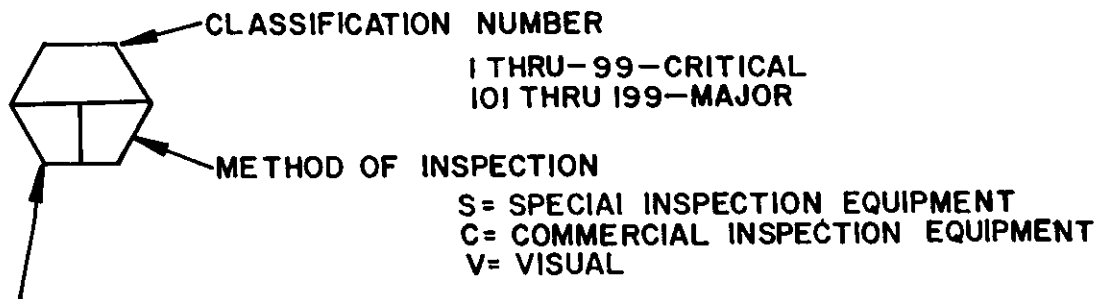 CLASSIFICATION NUMBER
1 THRU-99-CRITICAL
101 THRU 199-MAJOR
METHOD OF INSPECTION
S= SPECIAl INSPECTION EQUIPMENT
C= COMMERCIAL INSPECTION EQUIPMENT
V= VISUAL